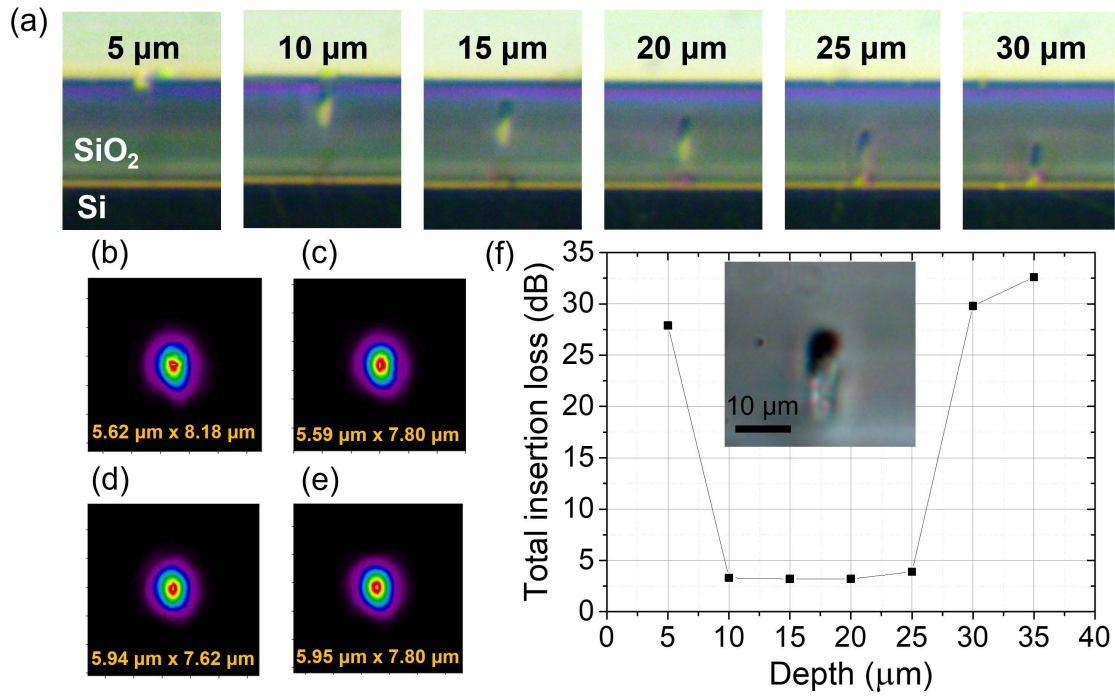 (a)
5 µm
10 µm
15 µm
20 µm
25 µm
30 µm
SiO₂
Si
(b)
5.62 µm x 8.18 µm
(c)
5.59 µm x 7.80 µm
(d)
5.94 µm x 7.62 µm
(e)
5.95 µm x 7.80 µm
(f)
Total insertion loss (dB)
35
30
25
20
15
10
5
0
10 µm
0 5 10 15 20 25 30 35 40
Depth (µm)